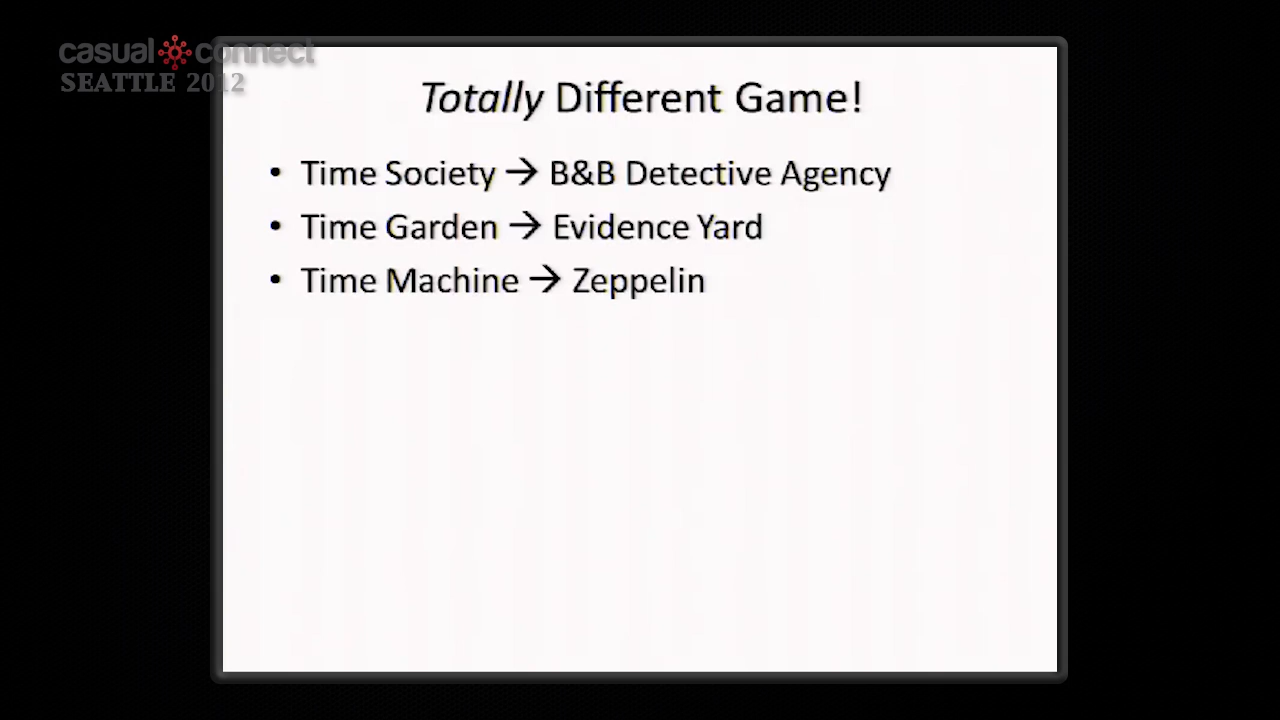 casual connect
SEATTLE 2012
Totally Different Game!
• Time Society → B&B Detective Agency
• Time Garden → Evidence Yard
• Time Machine → Zeppelin